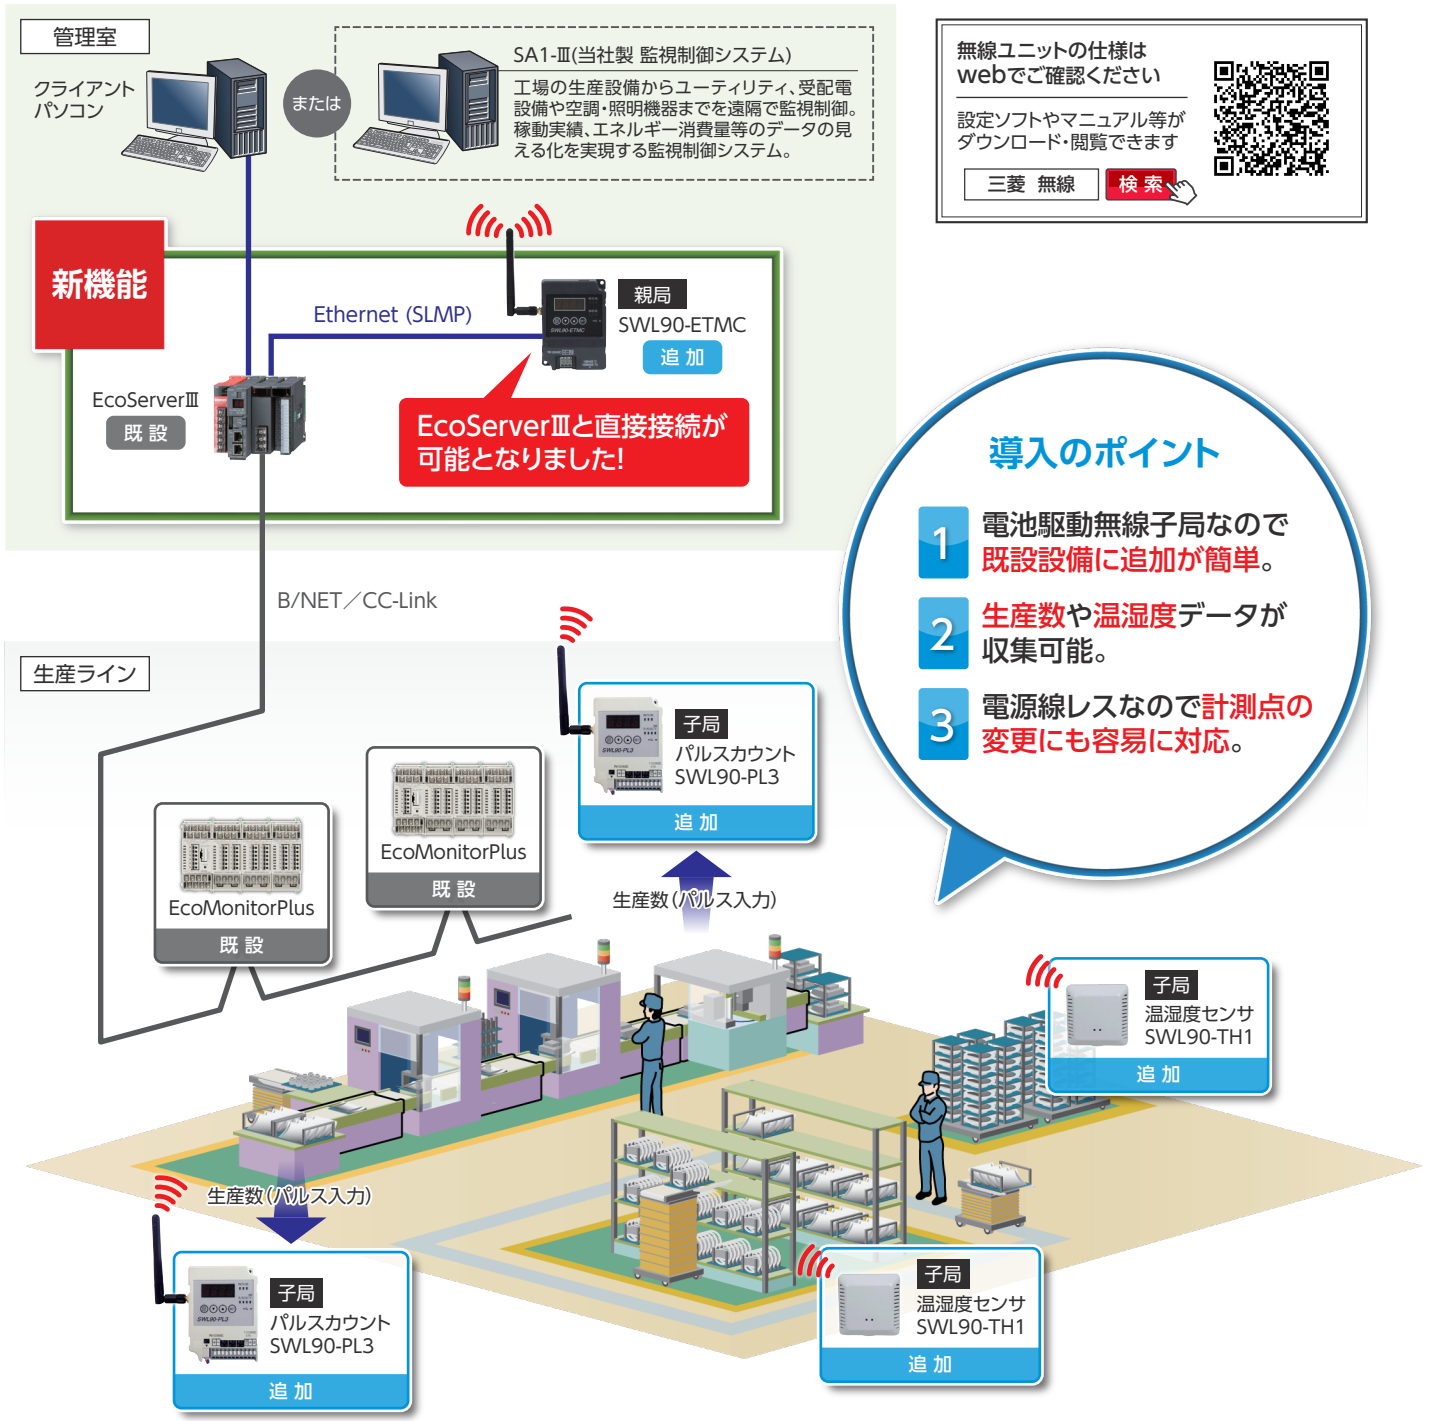 管理室
クライアント
パソコン
または
SA1-Ⅲ(当社製 監視制御システム)
工場の生産設備からユーティリティ、受配電
設備や空調・照明機器までを遠隔で監視制御。
稼動実績、エネルギー消費量等のデータの見
える化を実現する監視制御システム。
無線ユニットの仕様は
webでご確認ください
設定ソフトやマニュアル等が
ダウンロード・閲覧できます
三菱 無線
検索
新機能
Ethernet (SLMP)
SWL90-ETMC
親局
SWL90-ETMC
追加
EcoServerⅢ
既設
EcoServerⅢと直接接続が
可能となりました!
導入のポイント
1
電池駆動無線子局なので
既設設備に追加が簡単。
2
生産数や温湿度データが
収集可能。
3
電源線レスなので計測点の
変更にも容易に対応。
B/NET／CC-Link
生産ライン
SWL90-PL3
子局
パルスカウント
SWL90-PL3
追加
EcoMonitorPlus
既設
EcoMonitorPlus
既設
生産数(パルス入力)
子局
温湿度センサ
SWL90-TH1
追加
生産数(パルス入力)
SWL90-PL3
子局
パルスカウント
SWL90-PL3
追加
子局
温湿度センサ
SWL90-TH1
追加